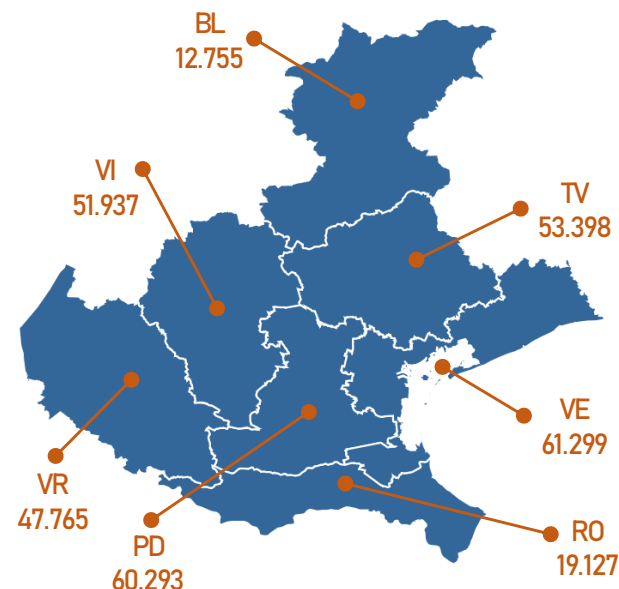 BL
12.755
VI
51.937
TV
53.398
VE
61.299
VR
47.765
PD
60.293
RO
19.127